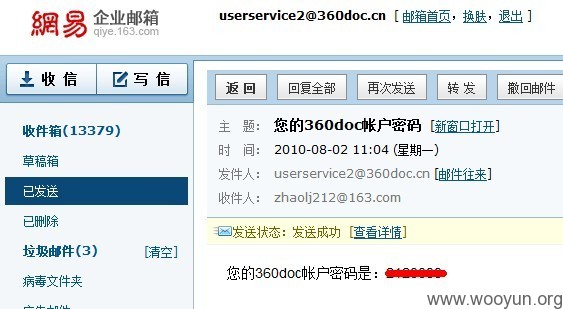 網易 企业邮箱
qiye.163.com
userservice2@360doc.cn [ 邮箱首页, 换肤, 退出 ]
收 信 写 信
返 回 回复全部 再次发送 转 发 撤回邮件
收件箱(13379)
草稿箱
已发送
已删除
垃圾邮件(3) [清空]
病毒文件夹
广告邮件
主 题: 您的360doc帐户密码 [新窗口打开]
时 间: 2010-08-02 11:04 (星期一)
发件人: userservice2@360doc.cn [邮件往来]
收件人: zhaolj212@163.com
发送状态: 发送成功 [查看详情]
您的360doc帐户密码是:
www.wooyun.org